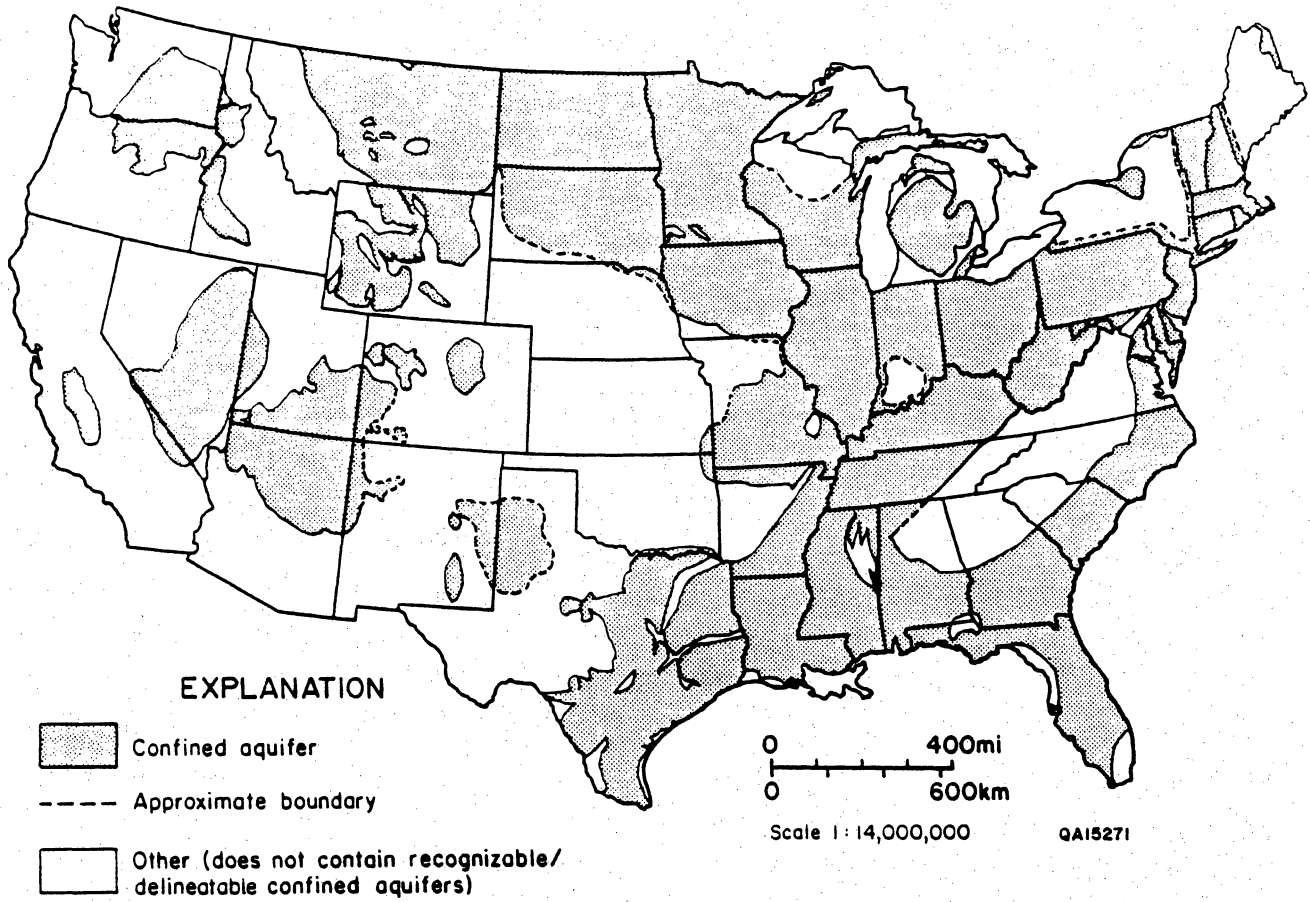 EXPLANATION
Confined aquifer
Approximate boundary
Other (does not contain recognizable/
delineatable confined aquifers)
0 400mi
0 600km
Scale 1:14,000,000
QA15271